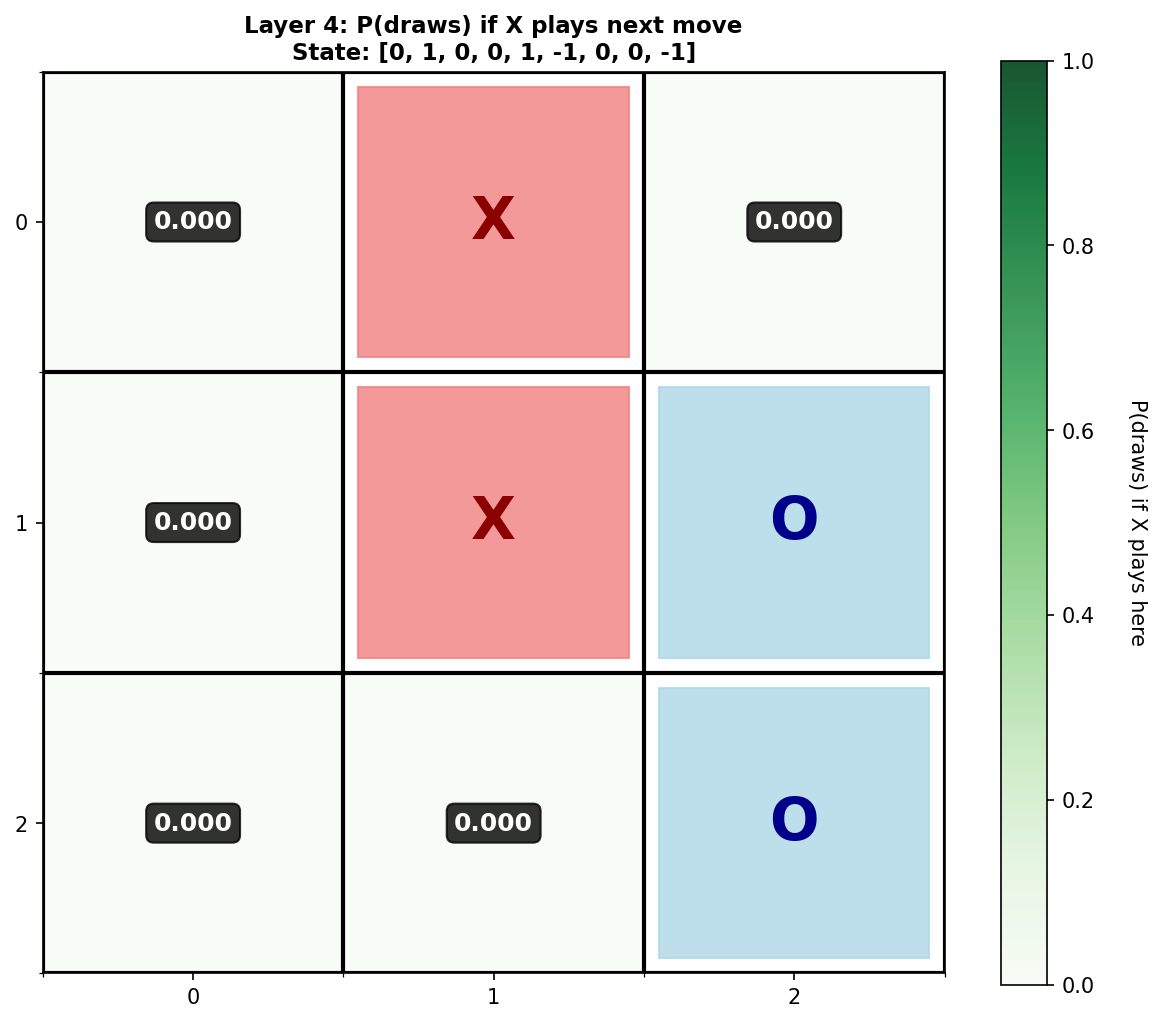 Layer 4: P(draws) if X plays next move
State: [0, 1, 0, 0, 1, -1, 0, 0, -1]
0.000 X 0.000
0.000 X O
0.000 0.000 O
0
1
2
0 1 2
1.0
0.8
0.6
0.4
0.2
0.0
P(draws) if X plays here